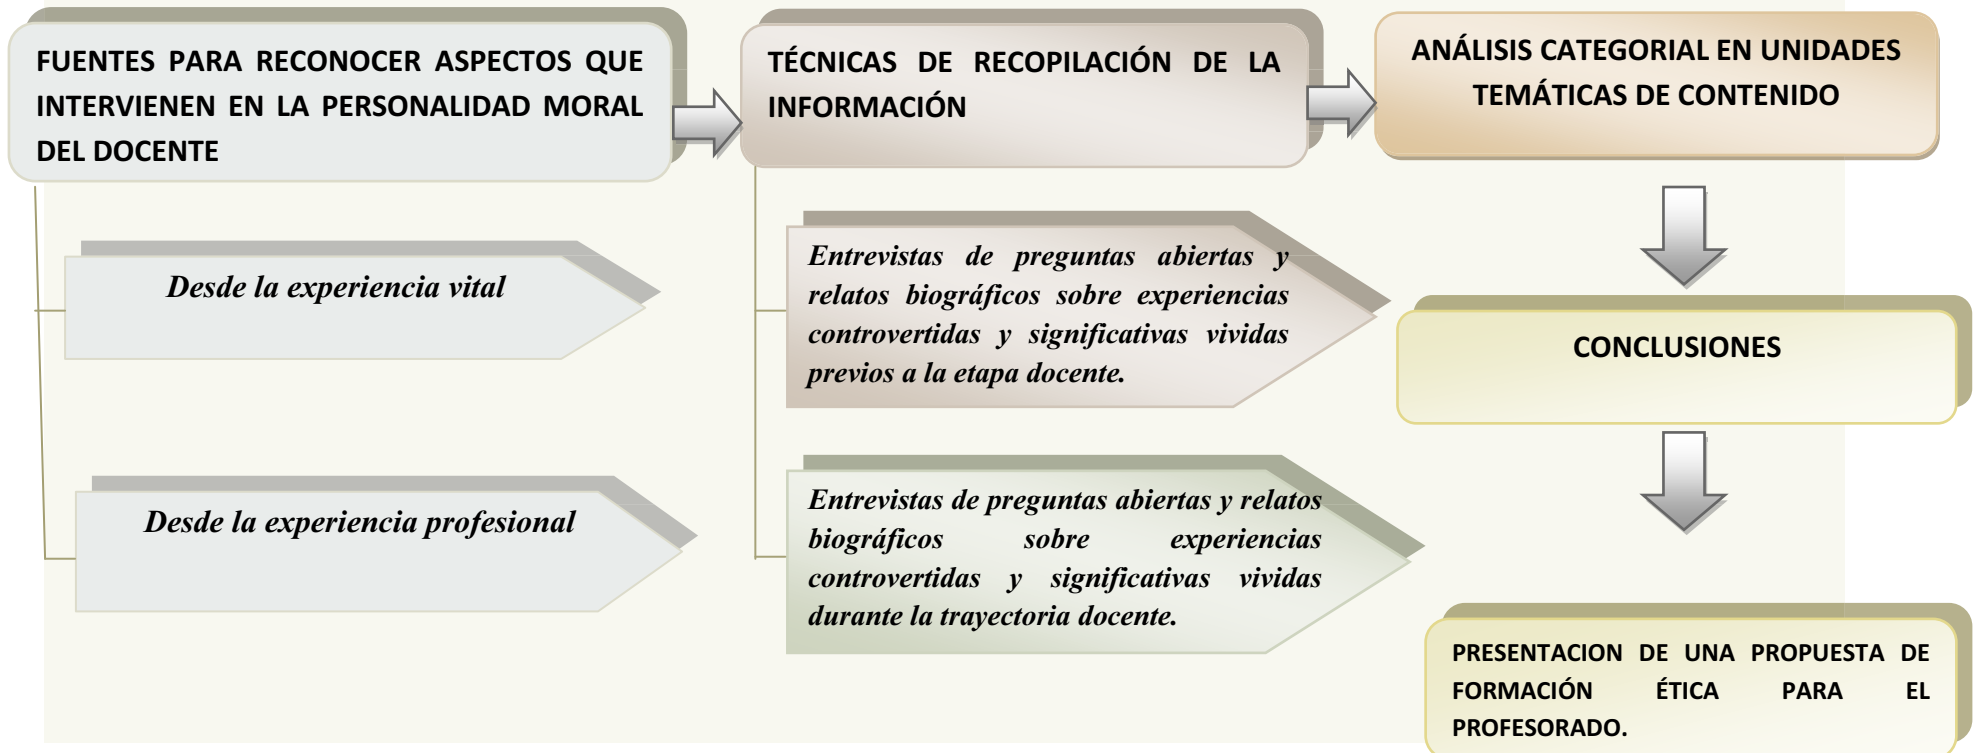 FUENTES PARA RECONOCER ASPECTOS QUE
INTERVIENEN EN LA PERSONALIDAD MORAL
DEL DOCENTE
TÉCNICAS DE RECOPILACIÓN DE LA
INFORMACIÓN
ANÁLISIS CATEGORIAL EN UNIDADES
TEMÁTICAS DE CONTENIDO
Desde la experiencia vital
Entrevistas de preguntas abiertas y
relatos biográficos sobre experiencias
controvertidas y significativas vividas
previos a la etapa docente.
CONCLUSIONES
Desde la experiencia profesional
Entrevistas de preguntas abiertas y relatos
biográficos sobre experiencias
controvertidas y significativas vividas
durante la trayectoria docente.
PRESENTACION DE UNA PROPUESTA DE
FORMACIÓN ÉTICA PARA EL
PROFESORADO.